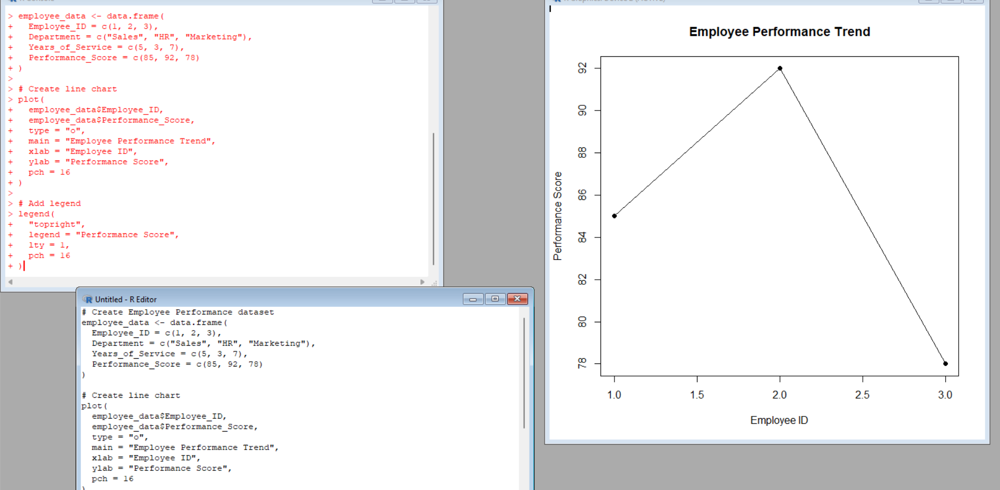 R Console
> employee_data <- data.frame(
+   Employee_ID = c(1, 2, 3),
+   Department = c("Sales", "HR", "Marketing"),
+   Years_of_Service = c(5, 3, 7),
+   Performance_Score = c(85, 92, 78)
+ )
>
> # Create line chart
> plot(
+   employee_data$Employee_ID,
+   employee_data$Performance_Score,
+   type = "o",
+   main = "Employee Performance Trend",
+   xlab = "Employee ID",
+   ylab = "Performance Score",
+   pch = 16
+ )
>
> # Add legend
> legend(
+   "topright",
+   legend = "Performance Score",
+   lty = 1,
+   pch = 16
+ )
Untitled - R Editor
# Create Employee Performance dataset
employee_data <- data.frame(
  Employee_ID = c(1, 2, 3),
  Department = c("Sales", "HR", "Marketing"),
  Years_of_Service = c(5, 3, 7),
  Performance_Score = c(85, 92, 78)
)
# Create line chart
plot(
  employee_data$Employee_ID,
  employee_data$Performance_Score,
  type = "o",
  main = "Employee Performance Trend",
  xlab = "Employee ID",
  ylab = "Performance Score",
  pch = 16
)
Employee Performance Trend
Performance Score
92
90
88
86
84
82
80
78
1.0 1.5 2.0 2.5 3.0
Employee ID